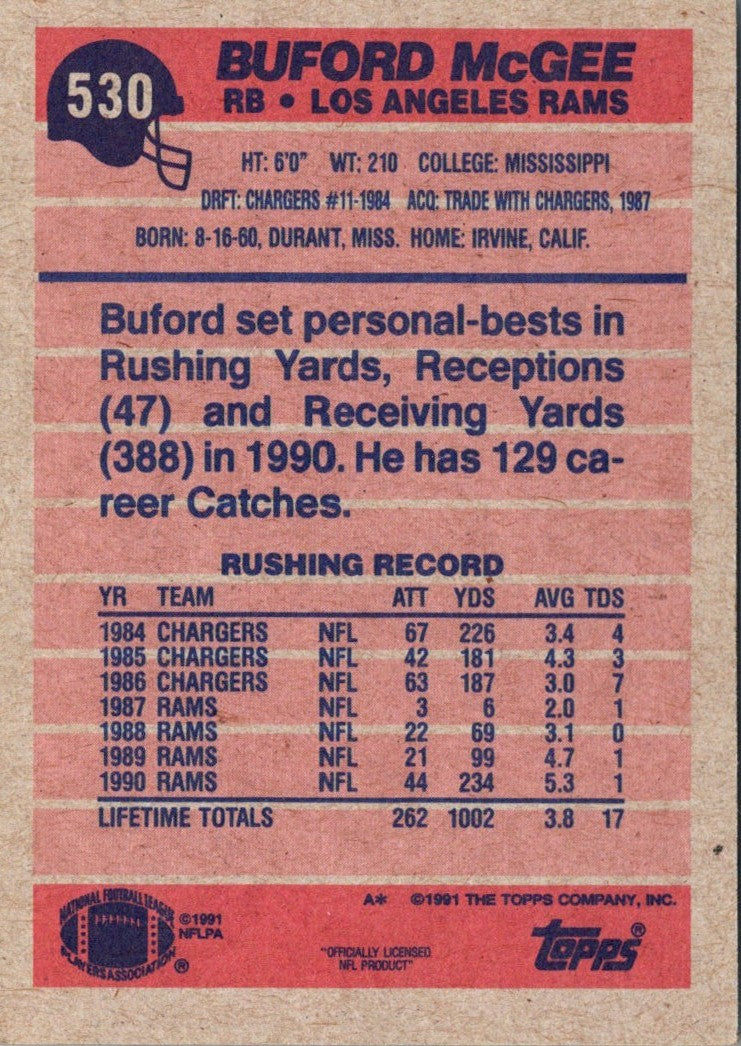 530
BUFORD McGEE
RB • LOS ANGELES RAMS
HT: 6'0" WT: 210 COLLEGE: MISSISSIPPI
DRFT: CHARGERS #11-1984 ACQ: TRADE WITH CHARGERS, 1987
BORN: 8-16-60, DURANT, MISS. HOME: IRVINE, CALIF.
Buford set personal-bests in
Rushing Yards, Receptions
(47) and Receiving Yards
(388) in 1990. He has 129 ca-
reer Catches.
RUSHING RECORD
YR TEAM ATT YDS AVG TDS
1984 CHARGERS NFL 67 226 3.4 4
1985 CHARGERS NFL 42 181 4.3 3
1986 CHARGERS NFL 63 187 3.0 7
1987 RAMS NFL 3 6 2.0 1
1988 RAMS NFL 22 69 3.1 0
1989 RAMS NFL 21 99 4.7 1
1990 RAMS NFL 44 234 5.3 1
LIFETIME TOTALS 262 1002 3.8 17
A* ©1991 THE TOPPS COMPANY, INC.
NATIONAL FOOTBALL LEAGUE
PLAYERS ASSOCIATION ®
©1991
NFLPA
"OFFICIALLY LICENSED
NFL PRODUCT"
topps®